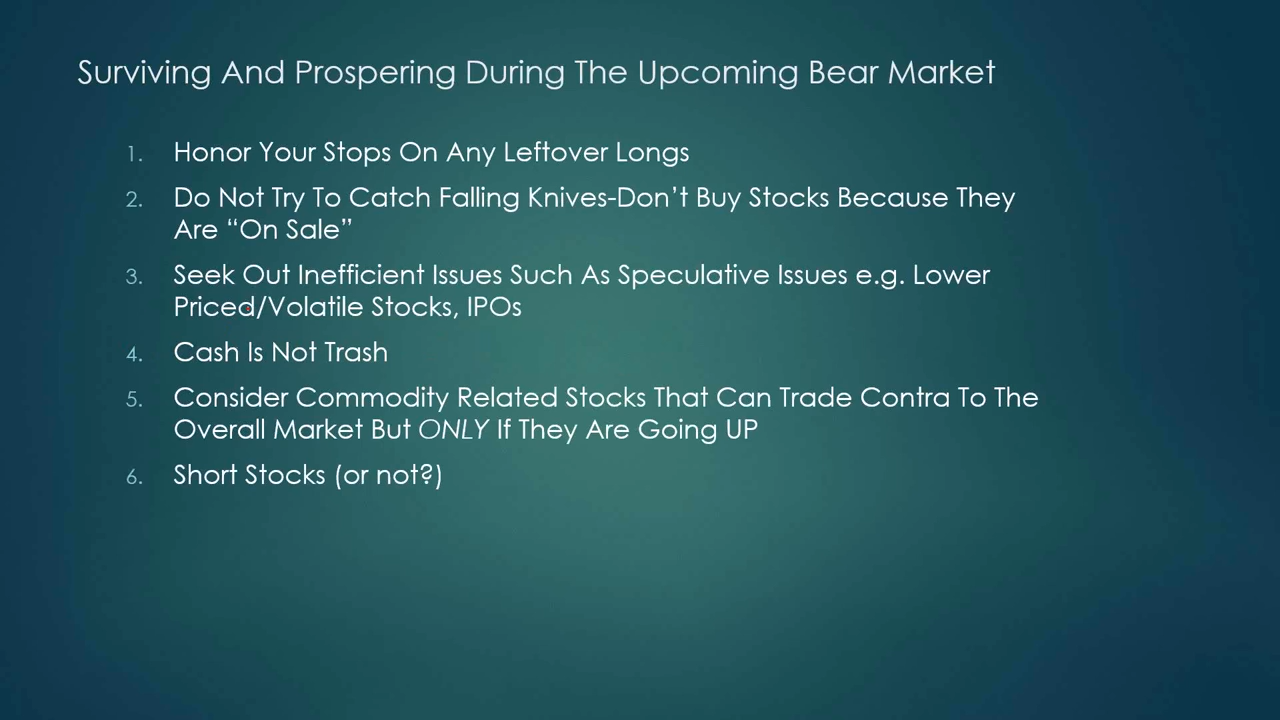 Surviving And Prospering During The Upcoming Bear Market
1. Honor Your Stops On Any Leftover Longs
2. Do Not Try To Catch Falling Knives-Don’t Buy Stocks Because They
Are “On Sale”
3. Seek Out Inefficient Issues Such As Speculative Issues e.g. Lower
Priced/Volatile Stocks, IPOs
4. Cash Is Not Trash
5. Consider Commodity Related Stocks That Can Trade Contra To The
Overall Market But ONLY If They Are Going UP
6. Short Stocks (or not?)